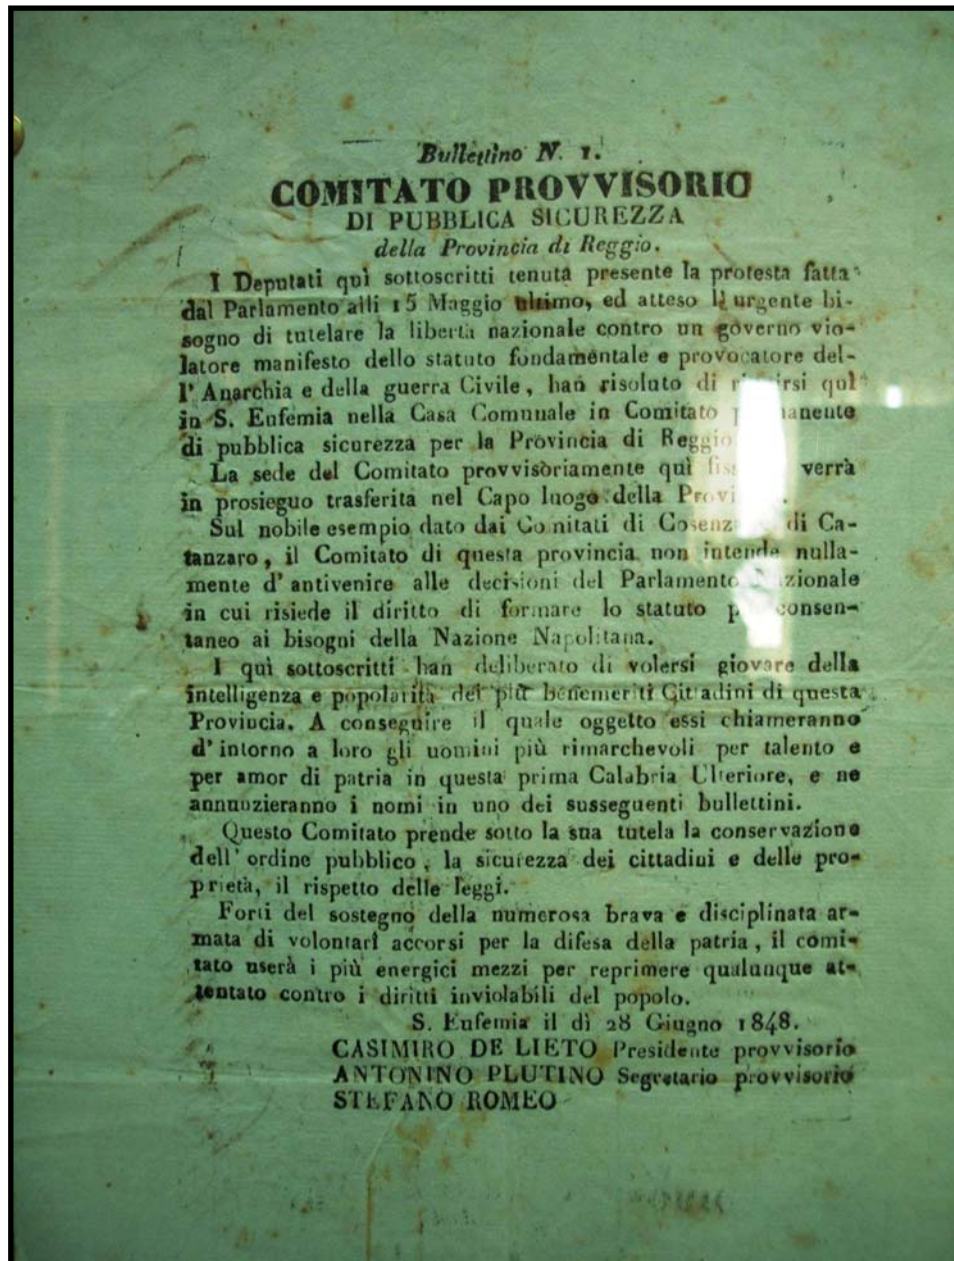 Bullettino N. 1.
COMITATO PROVVISORIO
DI PUBBLICA SICUREZZA
della Provincia di Reggio.
I Deputati quì sottoscritti tenuta presente la protesta fatta
dal Parlamento alli 15 Maggio ultimo, ed atteso l' urgente bi-
sogno di tutelare la libertà nazionale contro un governo vio-
latore manifesto dello statuto fondamentale e provocatore del-
l' Anarchia e della guerra Civile, han risoluto di quì
in S. Eufemia nella Casa Comunale in Comitato
di pubblica sicurezza per la Provincia di Reggio
La sede del Comitato provvisòriamente quì verrà
in prosieguo trasferita nel Capo luogo della
Sul nobile esempio dato dai Comitati di di Ca-
tanzaro, il Comitato di questa provincia non intende nulla-
mente d' antivenire alle decisioni del Parlamento
in cui risiede il diritto di formare lo statuto consen-
taneo ai bisogni della Nazione Napolitana.
I quì sottoscritti han deliberato di volersi giovare della
intelligenza e popolarità dei più benemeriti Cittadini di questa
Provincia. A conseguire il quale oggetto essi chiameranno
d' intorno a loro gli uomini più rimarchevoli per talento e
per amor di patria in questa prima Calabria Ulteriore, e ne
annunzieranno i nomi in uno dei susseguenti bullettini.
Questo Comitato prende sotto la sua tutela la conservazione
dell' ordine pubblico, la sicurezza dei cittadini e delle pro-
prietà, il rispetto delle leggi.
Forti del sostegno della numerosa brava e disciplinata ar-
mata di volontarî accorsi per la difesa della patria, il comi-
tato userà i più energici mezzi per reprimere qualunque at-
tentato contro i diritti inviolabili del popolo.
S. Eufemia il dì 28 Giugno 1848.
CASIMIRO DE LIETO Presidente provvisorio
ANTONINO PLUTINO Segretario provvisorio
STEFANO ROMEO